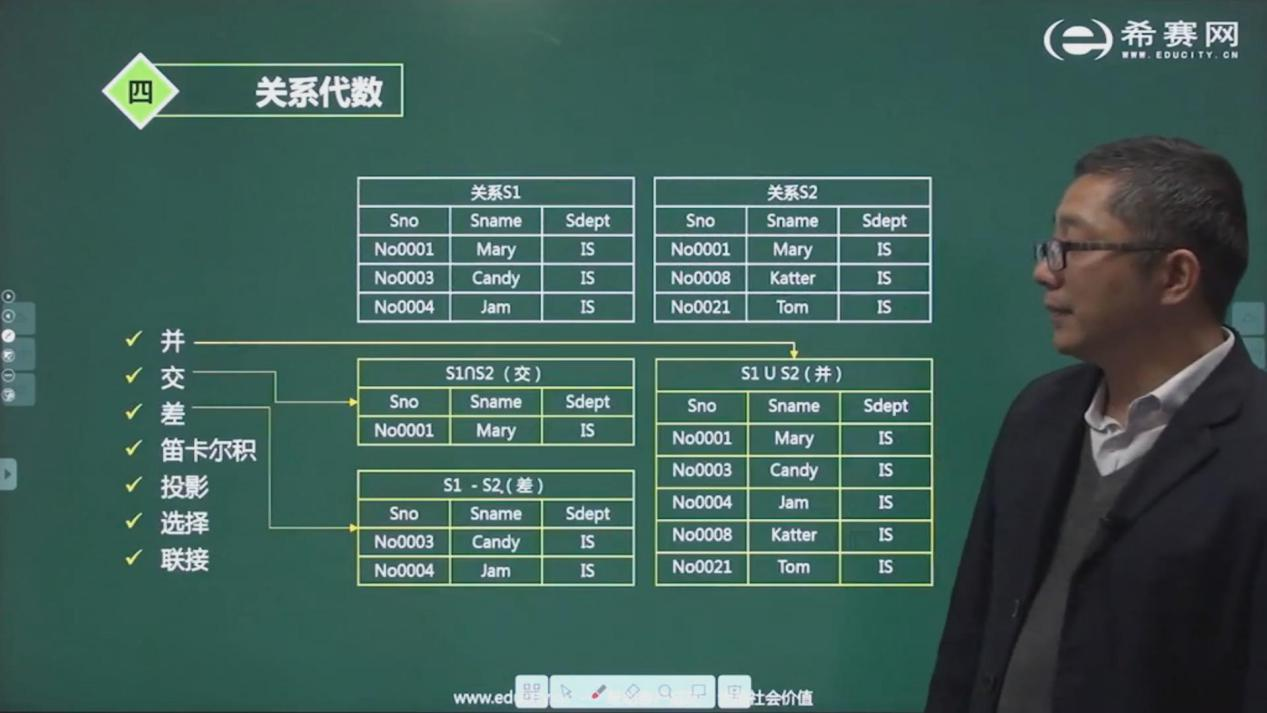 希赛网
WWW.EDUCITY.CN
四 关系代数
关系S1
Sno Sname Sdept
No0001 Mary IS
No0003 Candy IS
No0004 Jam IS
关系S2
Sno Sname Sdept
No0001 Mary IS
No0008 Katter IS
No0021 Tom IS
✓ 并
✓ 交
✓ 差
✓ 笛卡尔积
✓ 投影
✓ 选择
✓ 联接
S1∩S2 （交）
Sno Sname Sdept
No0001 Mary IS
S1 - S2（差）
Sno Sname Sdept
No0003 Candy IS
No0004 Jam IS
S1 U S2（并）
Sno Sname Sdept
No0001 Mary IS
No0003 Candy IS
No0004 Jam IS
No0008 Katter IS
No0021 Tom IS
www.edu 社会价值